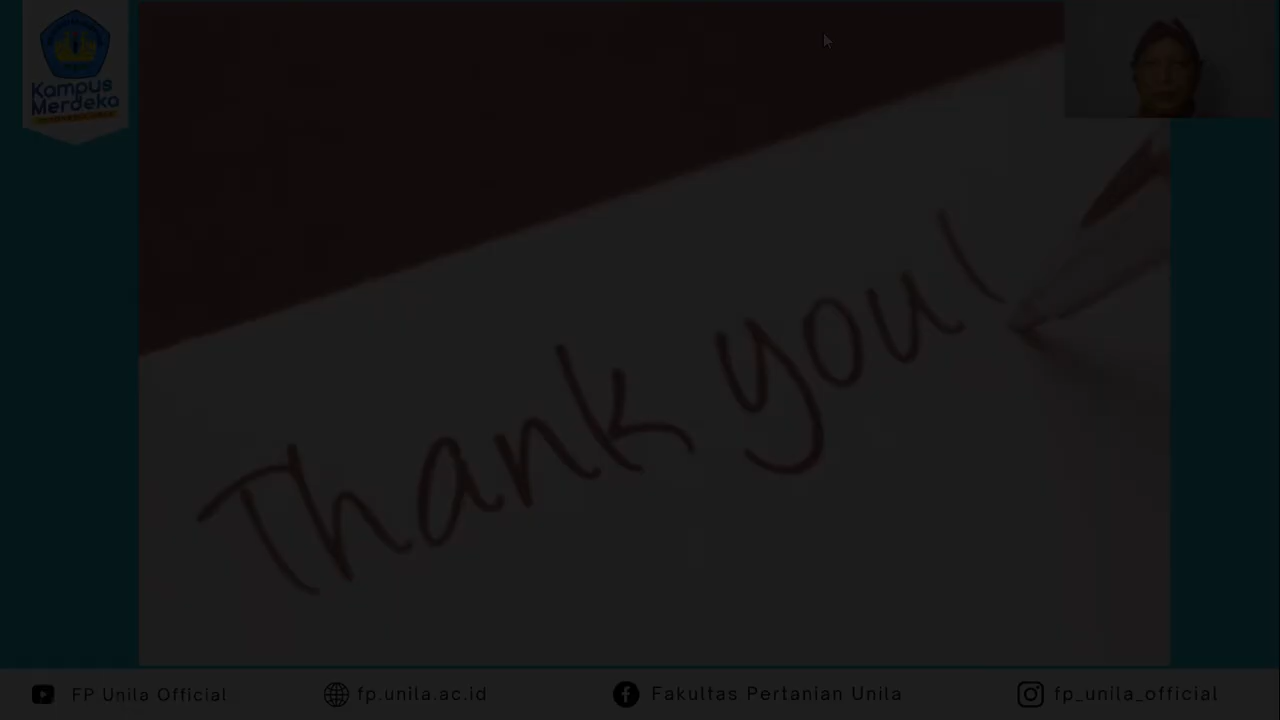 Kampus
Merdeka
Thank you!
FP Unila Official
fp.unila.ac.id
Fakultas Pertanian Unila
fp_unila_official